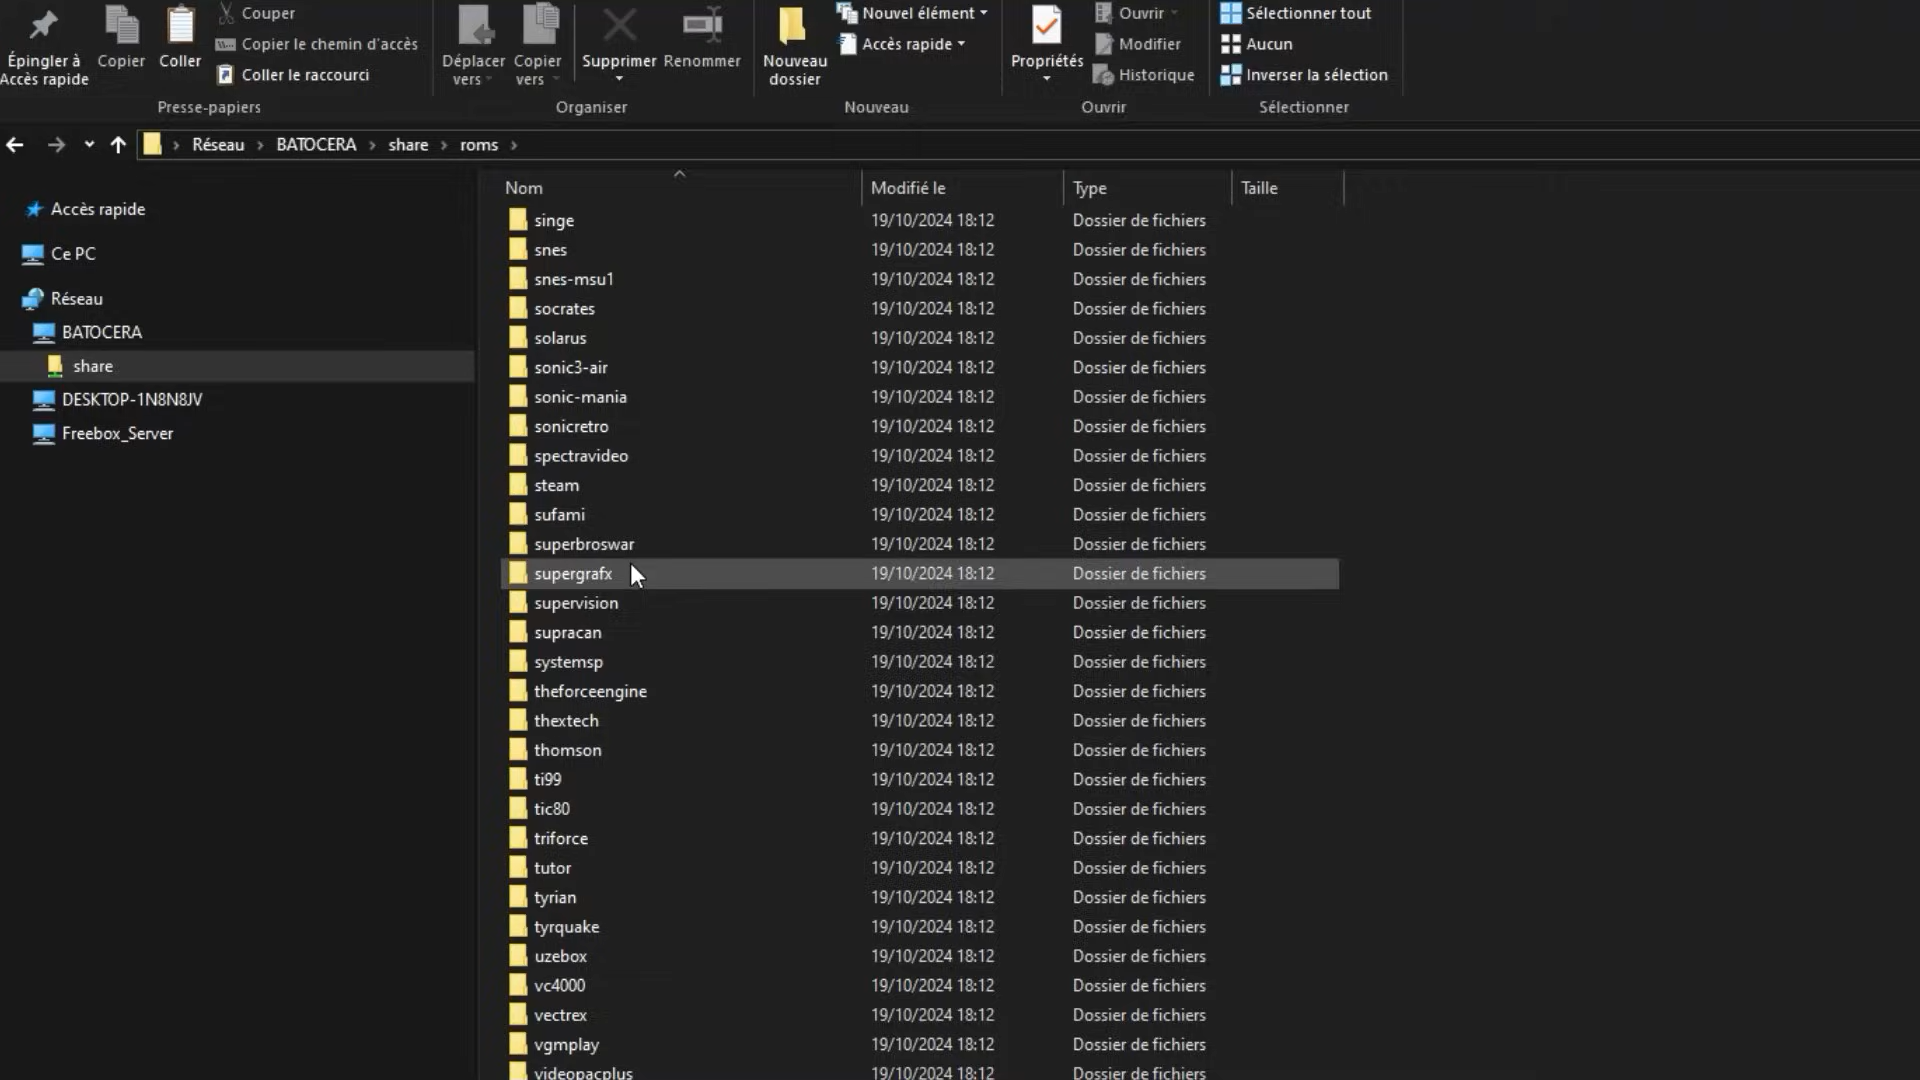 Épingler à Accès rapide
Copier
Coller
Couper
Copier le chemin d'accès
Coller le raccourci
Presse-papiers
Déplacer vers
Copier vers
Supprimer
Renommer
Organiser
Nouveau dossier
Nouvel élément
Accès rapide
Nouveau
Propriétés
Ouvrir
Modifier
Historique
Ouvrir
Sélectionner tout
Aucun
Inverser la sélection
Sélectionner
Réseau > BATOCERA > share > roms >
Accès rapide
Ce PC
Réseau
BATOCERA
share
DESKTOP-1N8N8JV
Freebox_Server
Nom Modifié le Type Taille
singe 19/10/2024 18:12 Dossier de fichiers
snes 19/10/2024 18:12 Dossier de fichiers
snes-msu1 19/10/2024 18:12 Dossier de fichiers
socrates 19/10/2024 18:12 Dossier de fichiers
solarus 19/10/2024 18:12 Dossier de fichiers
sonic3-air 19/10/2024 18:12 Dossier de fichiers
sonic-mania 19/10/2024 18:12 Dossier de fichiers
sonicretro 19/10/2024 18:12 Dossier de fichiers
spectravideo 19/10/2024 18:12 Dossier de fichiers
steam 19/10/2024 18:12 Dossier de fichiers
sufami 19/10/2024 18:12 Dossier de fichiers
superbroswar 19/10/2024 18:12 Dossier de fichiers
supergrafx 19/10/2024 18:12 Dossier de fichiers
supervision 19/10/2024 18:12 Dossier de fichiers
supracan 19/10/2024 18:12 Dossier de fichiers
systemsp 19/10/2024 18:12 Dossier de fichiers
theforceengine 19/10/2024 18:12 Dossier de fichiers
thextech 19/10/2024 18:12 Dossier de fichiers
thomson 19/10/2024 18:12 Dossier de fichiers
ti99 19/10/2024 18:12 Dossier de fichiers
tic80 19/10/2024 18:12 Dossier de fichiers
triforce 19/10/2024 18:12 Dossier de fichiers
tutor 19/10/2024 18:12 Dossier de fichiers
tyrian 19/10/2024 18:12 Dossier de fichiers
tyrquake 19/10/2024 18:12 Dossier de fichiers
uzebox 19/10/2024 18:12 Dossier de fichiers
vc4000 19/10/2024 18:12 Dossier de fichiers
vectrex 19/10/2024 18:12 Dossier de fichiers
vgmplay 19/10/2024 18:12 Dossier de fichiers
videopacplus 19/10/2024 18:12 Dossier de fichiers